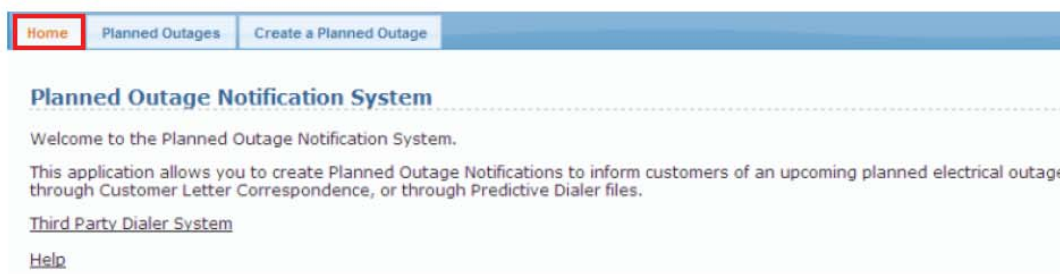 Home Planned Outages Create a Planned Outage
Planned Outage Notification System
Welcome to the Planned Outage Notification System.
This application allows you to create Planned Outage Notifications to inform customers of an upcoming planned electrical outage
through Customer Letter Correspondence, or through Predictive Dialer files.
Third Party Dialer System
Help